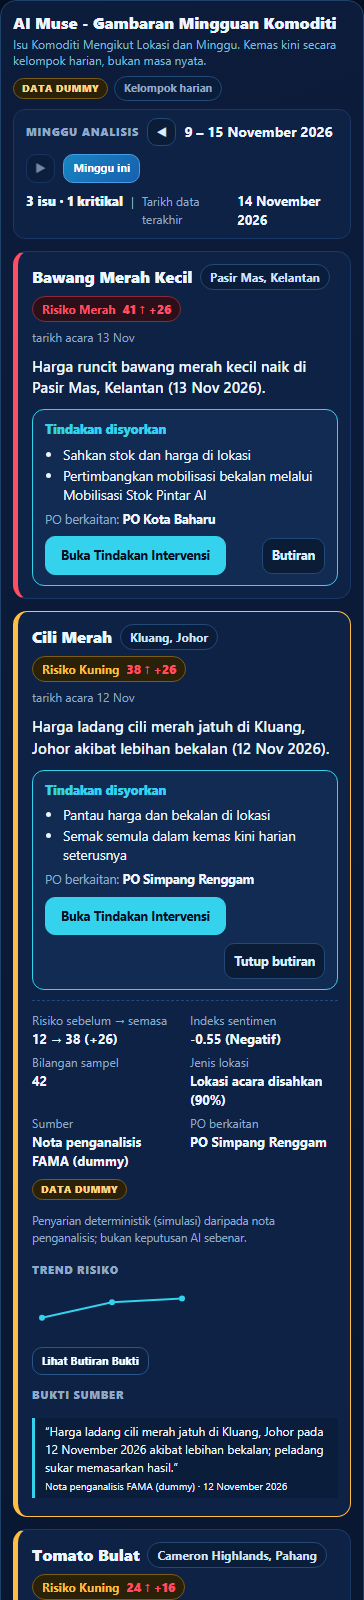 AI Muse - Gambaran Mingguan Komoditi
Isu Komoditi Mengikut Lokasi dan Minggu. Kemas kini secara
kelompok harian, bukan masa nyata.
DATA DUMMY Kelompok harian
MINGGU ANALISIS ◀ 9 – 15 November 2026
▶ Minggu ini
3 isu · 1 kritikal | Tarikh data terakhir 14 November 2026
Bawang Merah Kecil Pasir Mas, Kelantan
Risiko Merah 41 ↑ +26
tarikh acara 13 Nov
Harga runcit bawang merah kecil naik di
Pasir Mas, Kelantan (13 Nov 2026).
Tindakan disyorkan
• Sahkan stok dan harga di lokasi
• Pertimbangkan mobilisasi bekalan melalui
Mobilisasi Stok Pintar AI
PO berkaitan: PO Kota Baharu
Buka Tindakan Intervensi Butiran
Cili Merah Kluang, Johor
Risiko Kuning 38 ↑ +26
tarikh acara 12 Nov
Harga ladang cili merah jatuh di Kluang,
Johor akibat lebihan bekalan (12 Nov 2026).
Tindakan disyorkan
• Pantau harga dan bekalan di lokasi
• Semak semula dalam kemas kini harian
seterusnya
PO berkaitan: PO Simpang Renggam
Buka Tindakan Intervensi
Tutup butiran
Risiko sebelum → semasa
12 → 38 (+26)
Indeks sentimen
-0.55 (Negatif)
Bilangan sampel
42
Jenis lokasi
Lokasi acara disahkan
(90%)
Sumber
Nota penganalisis
FAMA (dummy)
PO berkaitan
PO Simpang Renggam
DATA DUMMY
Penyarian deterministik (simulasi) daripada nota
penganalisis; bukan keputusan AI sebenar.
TREND RISIKO
Lihat Butiran Bukti
BUKTI SUMBER
“Harga ladang cili merah jatuh di Kluang, Johor pada
12 November 2026 akibat lebihan bekalan; peladang
sukar memasarkan hasil.”
Nota penganalisis FAMA (dummy) · 12 November 2026
Tomato Bulat Cameron Highlands, Pahang
Risiko Kuning 24 ↑ +16